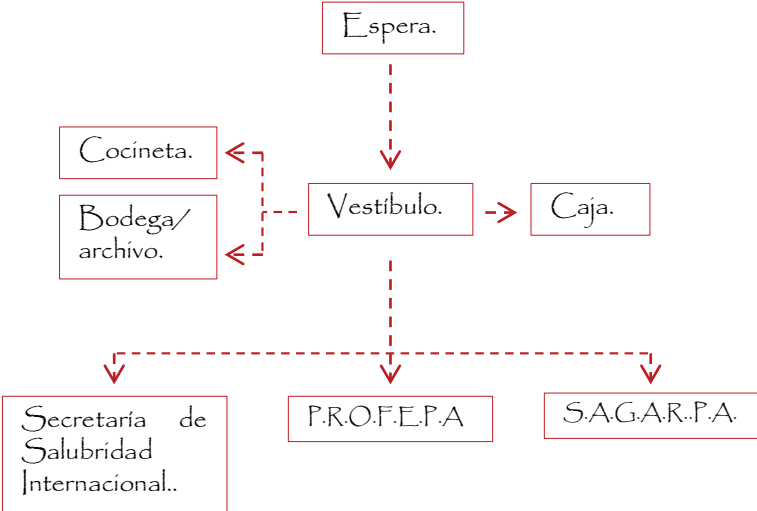 Espera.
Cocineta.
Bodega/
archivo.
Vestíbulo.
Caja.
Secretaría de
Salubridad
Internacional..
P.R.O.F.E.P.A
S.A.G.A.R..P.A.